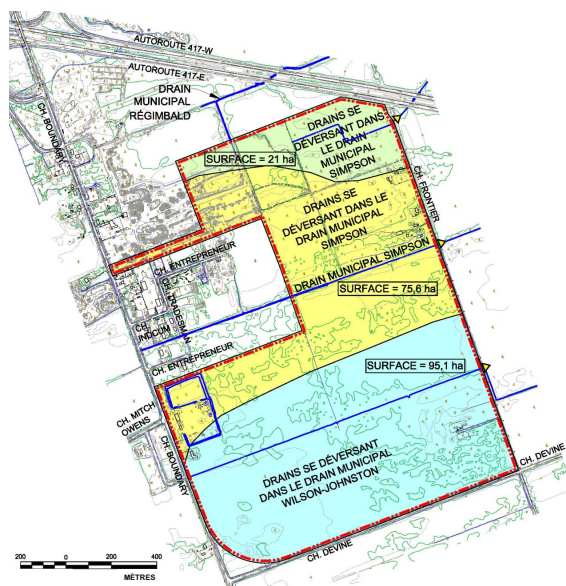 AUTOROUTE 417-W
AUTOROUTE 417-E
DRAIN
MUNICIPAL
RÉGIMBALD
CH. BOUNDARY
DRAINS SE
DÉVERSANT DANS
LE DRAIN
MUNICIPAL
SIMPSON
SURFACE = 21 ha
CH. FRONTIER
DRAINS SE
DÉVERSANT DANS LE
DRAIN MUNICIPAL
SIMPSON
CH. ENTREPRENEUR
DRAIN MUNICIPAL SIMPSON
CH. TRADESMAN
SURFACE = 75,6 ha
CH.
INDCUM
CH. ENTREPRENEUR
SURFACE = 95,1 ha
CH. MITCH
OWENS
CH. BOUNDARY
DRAINS SE DÉVERSANT
DANS LE DRAIN MUNICIPAL
WILSON-JOHNSTON
CH. DEVINE
CH. DEVINE
200 0 200 400
MÈTRES